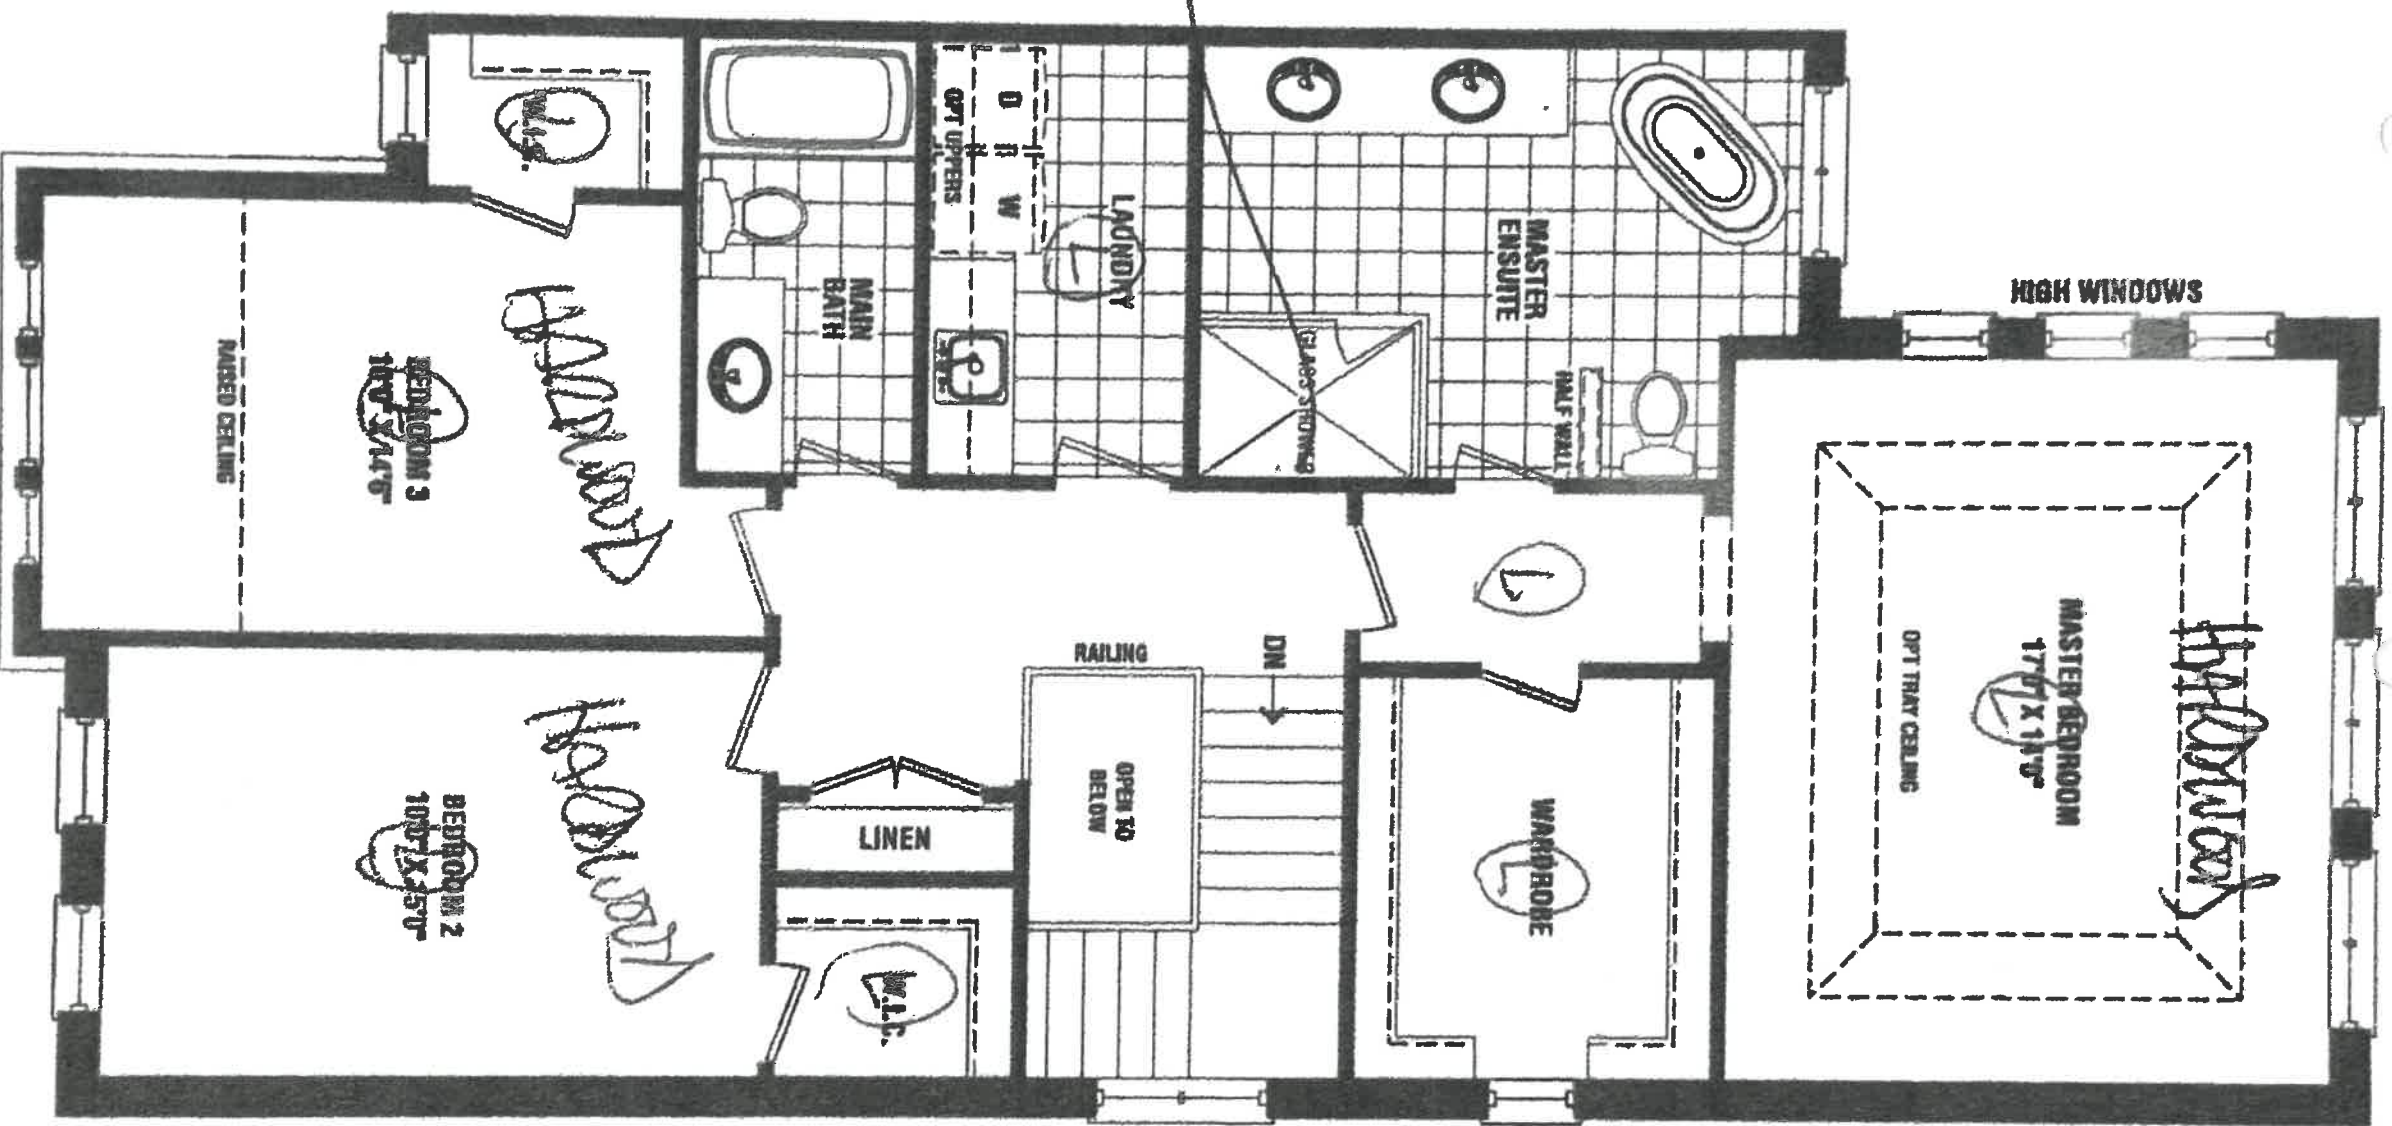 W.I.C.
OPT UPPERS
D
W
LAUNDRY
L
MASTER
ENSUITE
HIGH WINDOWS
MAIN
BATH
GLASS SHOWER
HALF WALL
RAISED CEILING
BEDROOM 3
Hardwood
L
RAILING
DN
OPEN TO
BELOW
LINEN
WARDROBE
L
MASTER BEDROOM
OPT TRAY CEILING
Hardwood
BEDROOM 2
Hardwood
W.I.C.